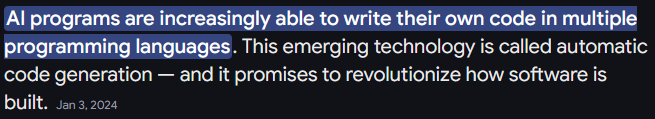 AI programs are increasingly able to write their own code in multiple
programming languages. This emerging technology is called automatic
code generation — and it promises to revolutionize how software is
built. Jan 3, 2024